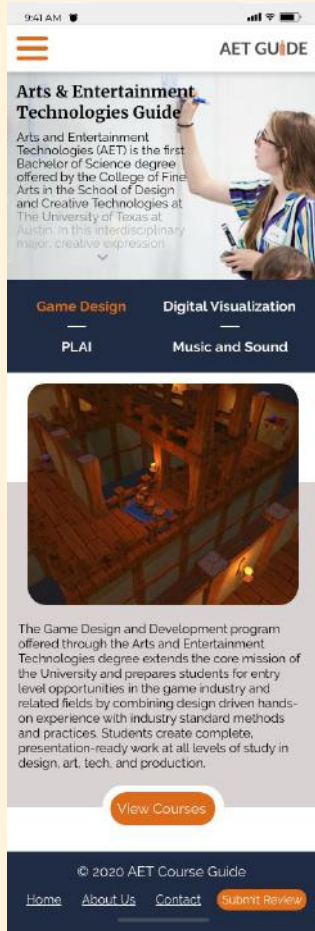 9:41 AM
AET GUIDE
Arts & Entertainment
Technologies Guide
Arts and Entertainment
Technologies (AET) is the first
Bachelor of Science degree
offered by the College of Fine
Arts in the School of Design
and Creative Technologies at
The University of Texas at
Austin. In this interdisciplinary
major, creative expression
Game Design
Digital Visualization
PLAI
Music and Sound
The Game Design and Development program
offered through the Arts and Entertainment
Technologies degree extends the core mission of
the University and prepares students for entry
level opportunities in the game industry and
related fields by combining design driven hands-
on experience with industry standard methods
and practices. Students create complete,
presentation-ready work at all levels of study in
design, art, tech, and production.
View Courses
© 2020 AET Course Guide
Home About Us Contact Submit Review